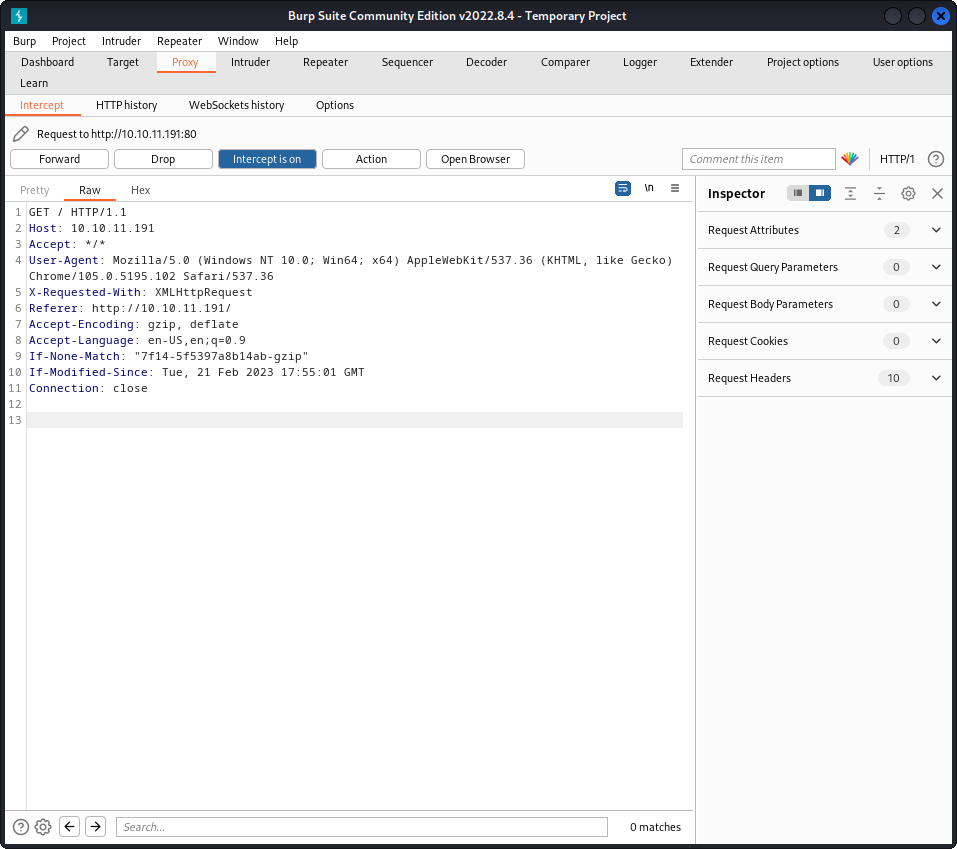 Burp Suite Community Edition v2022.8.4 - Temporary Project
Burp Project Intruder Repeater Window Help
Dashboard Target Proxy Intruder Repeater Sequencer Decoder Comparer Logger Extender Project options User options
Learn
Intercept HTTP history WebSockets history Options
Request to http://10.10.11.191:80
Forward Drop Intercept is on Action Open Browser Comment this item HTTP/1 ?
Pretty Raw Hex \n
Inspector
1 GET / HTTP/1.1
2 Host: 10.10.11.191
3 Accept: */*
4 User-Agent: Mozilla/5.0 (Windows NT 10.0; Win64; x64) AppleWebKit/537.36 (KHTML, like Gecko)
Chrome/105.0.5195.102 Safari/537.36
5 X-Requested-With: XMLHttpRequest
6 Referer: http://10.10.11.191/
7 Accept-Encoding: gzip, deflate
8 Accept-Language: en-US,en;q=0.9
9 If-None-Match: "7f14-5f5397a8b14ab-gzip"
10 If-Modified-Since: Tue, 21 Feb 2023 17:55:01 GMT
11 Connection: close
12
13
Request Attributes 2
Request Query Parameters 0
Request Body Parameters 0
Request Cookies 0
Request Headers 10
? Search... 0 matches